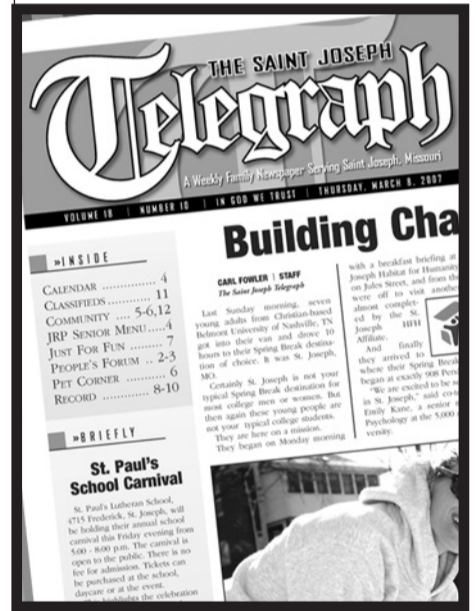 THE SAINT JOSEPH
Telegraph
A Weekly Family Newspaper Serving Saint Joseph, Missouri
VOLUME 18 | NUMBER 10 | IN GOD WE TRUST | THURSDAY, MARCH 8, 2007
»INSIDE
CALENDAR ............ 4
CLASSIFIEDS ............ 11
COMMUNITY .... 5-6,12
JRP SENIOR MENU.....4
JUST FOR FUN ......... 7
PEOPLE'S FORUM .. 2-3
PET CORNER ........... 6
RECORD .............. 8-10
»BRIEFLY
St. Paul's
School Carnival
St. Paul's Lutheran School,
4715 Frederick, St. Joseph, will
be holding their annual school
carnival this Friday evening from
5:00 - 8:00 p.m. The carnival is
open to the public. There is no
fee for admission. Tickets can
be purchased at the school,
daycare or at the event.
highlights the celebration
Building Cha
CARL FOWLER | STAFF
The Saint Joseph Telegraph
Last Sunday morning, seven
young adults from Christian-based
Belmont University of Nashville, TN
got into their van and drove 10
hours to their Spring Break destina-
tion of choice. It was St. Joseph,
MO.
Certainly St. Joseph is not your
typical Spring Break destination for
most college men or women. But
then again these young people are
not your typical college students.
They are here on a mission.
They began on Monday morning
with a breakfast briefing at
Joseph Habitat for Humanity
on Jules Street, and from th
were off to visit another
almost complet-
ed by the St.
Joseph HFH
Affiliate.
And finally
they arrived to
where their Spring Break
began at exactly 908 Penn
"We are excited to be s
in St. Joseph," said co-t
Emily Kane, a senior
Psychology at the 5,000
versity.